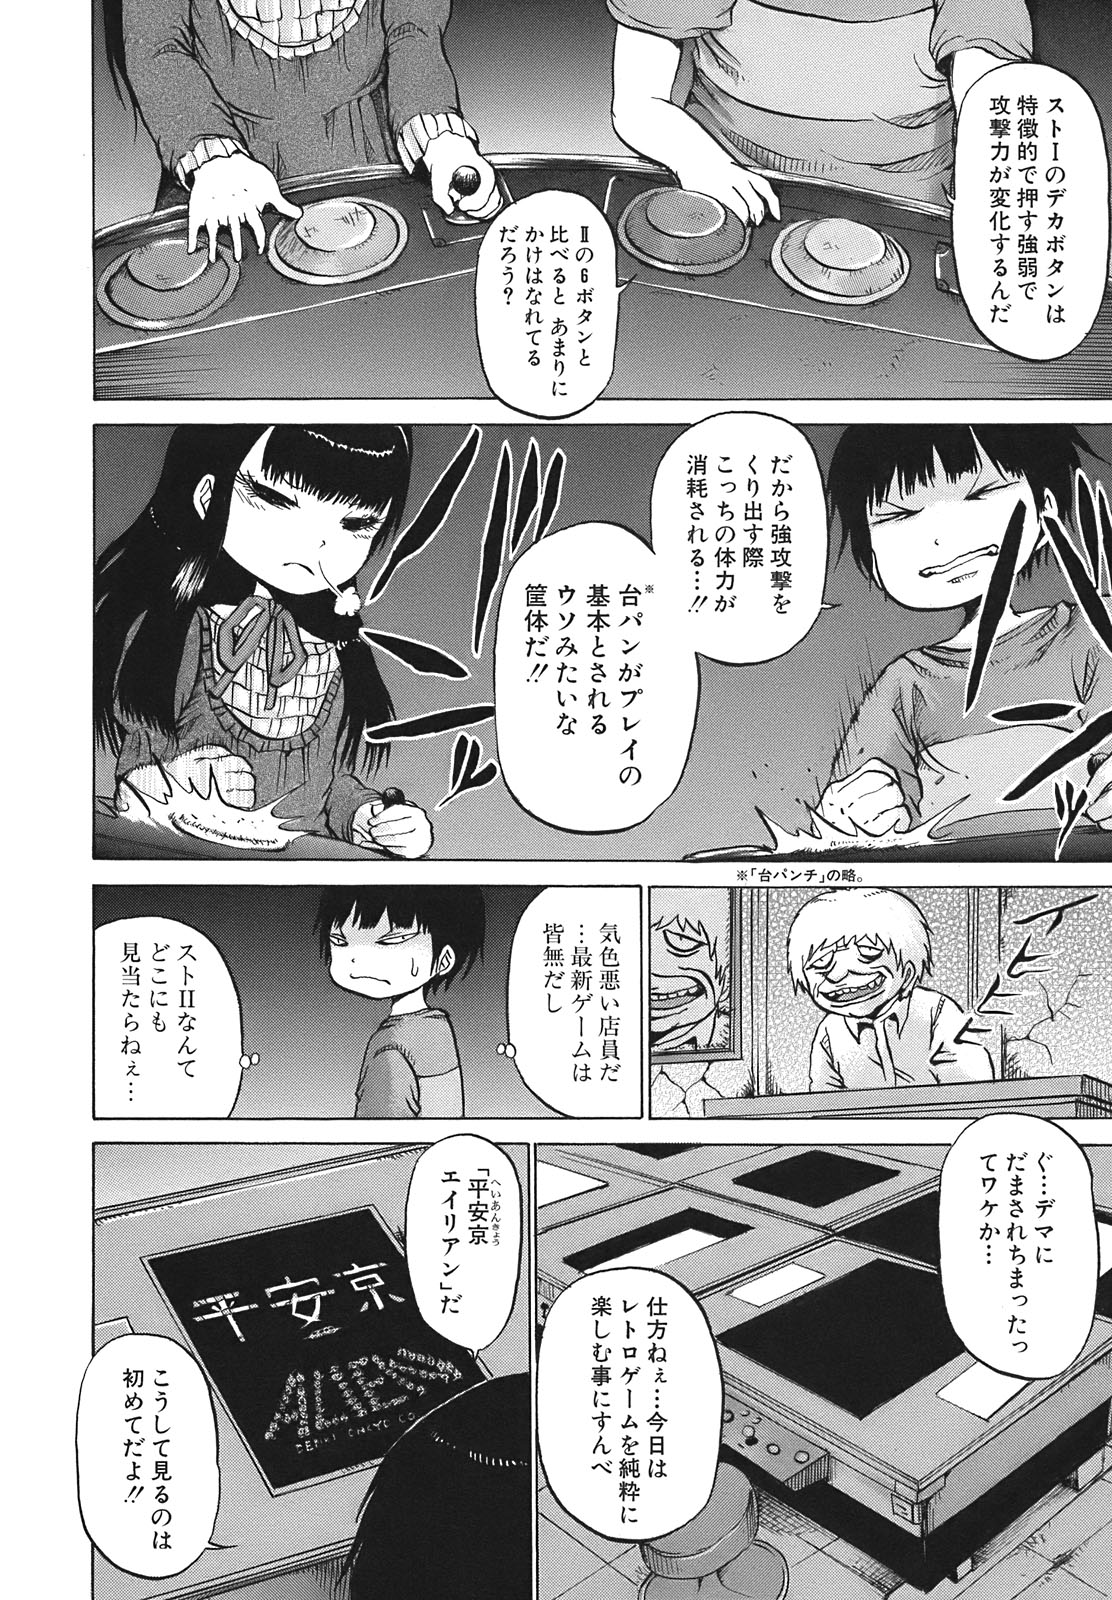 ストIのデカボタンは
特徴的で押す強弱で
攻撃力が変化するんだ
IIの6ボタンと
比べると あまりに
かけはなれてる
だろう?
だから強攻撃を
くり出す際
こっちの体力が
消耗される…!!
※
台パンがプレイの
基本とされる
ウソみたいな
筐体だ!!
※「台パンチ」の略。
気色悪い店員だ
…最新ゲームは
皆無だし
ストIIなんて
どこにも
見当たらねぇ…
ぐ…デマに
だまされちまったっ
てワケか…
仕方ねぇ…今日は
レトロゲームを純粋に
楽しむ事にすんべ
「平安京
へいあんきょう
エイリアン」だ
平安京
ALIEN
こうして見るのは
初めてだよ!!